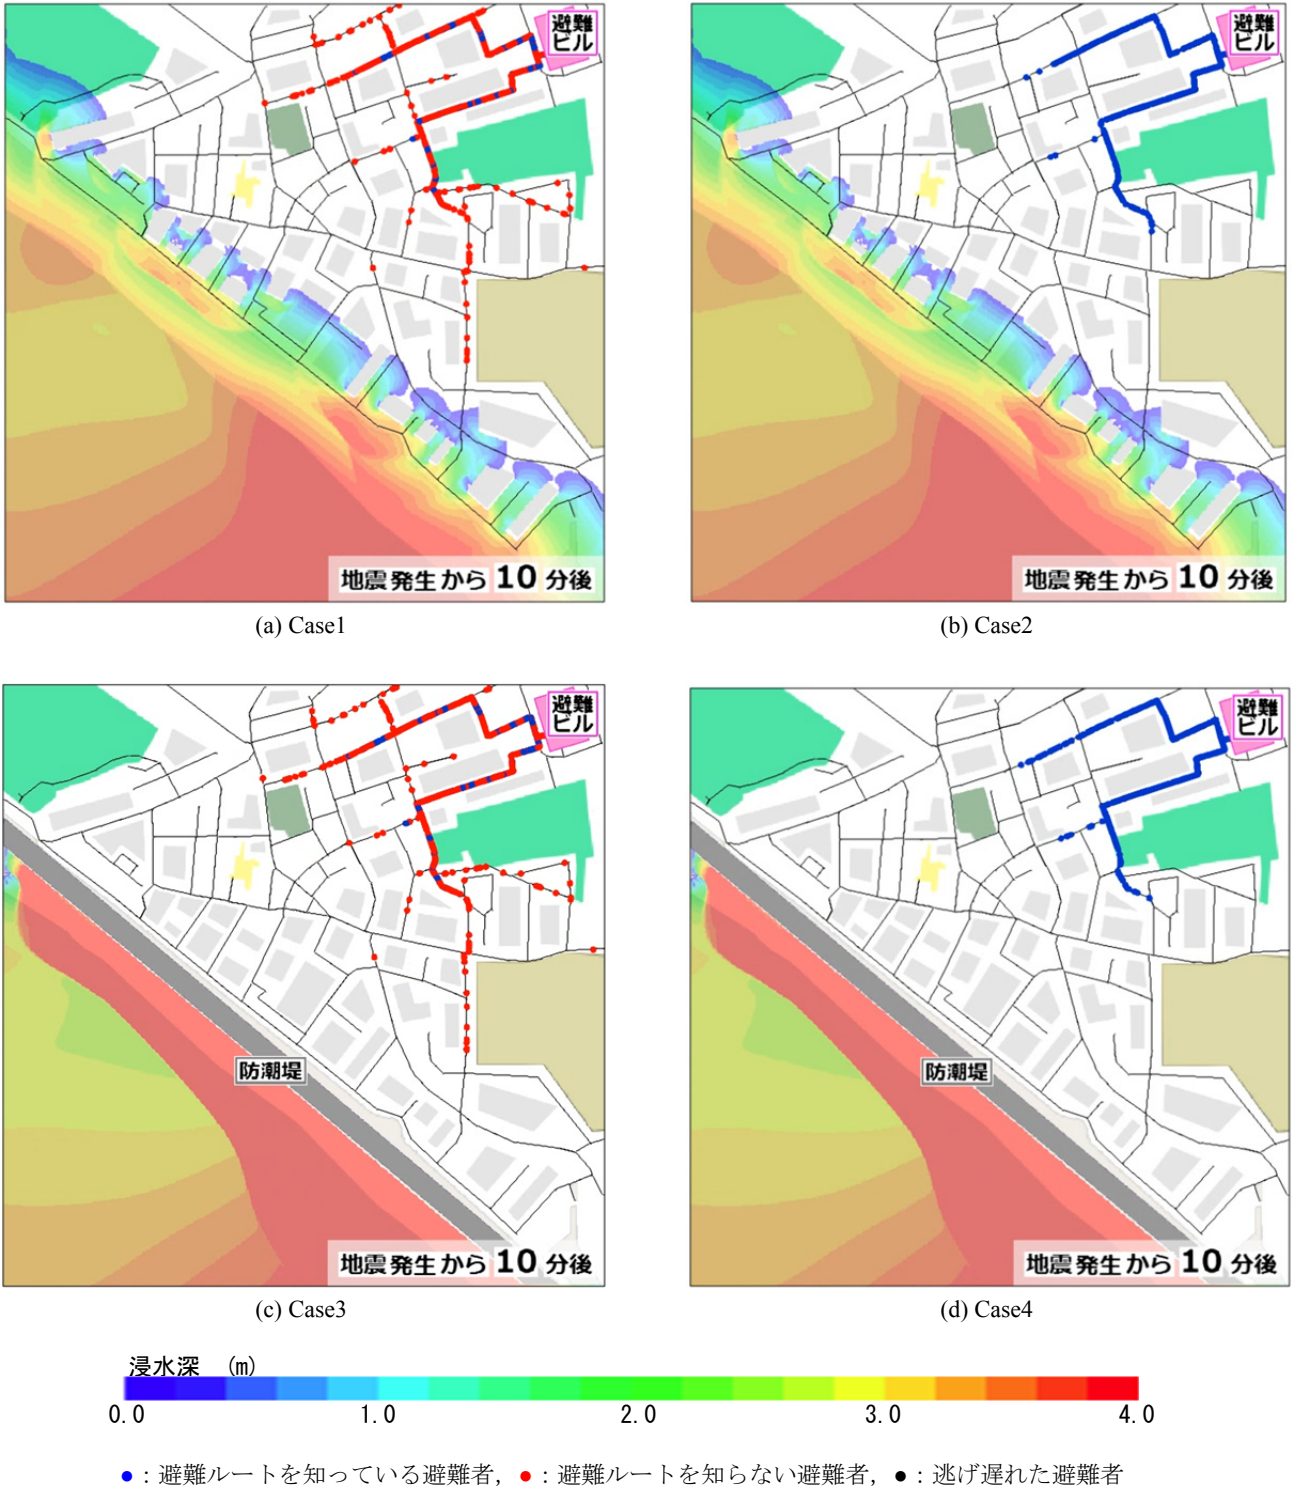 避難
ビル
地震発生から 10 分後
(a) Case1
避難
ビル
地震発生から 10 分後
(b) Case2
避難
ビル
防潮堤
地震発生から 10 分後
(c) Case3
避難
ビル
防潮堤
地震発生から 10 分後
(d) Case4
浸水深 (m)
0.0 1.0 2.0 3.0 4.0
●：避難ルートを知っている避難者，●：避難ルートを知らない避難者，●：逃げ遅れた避難者